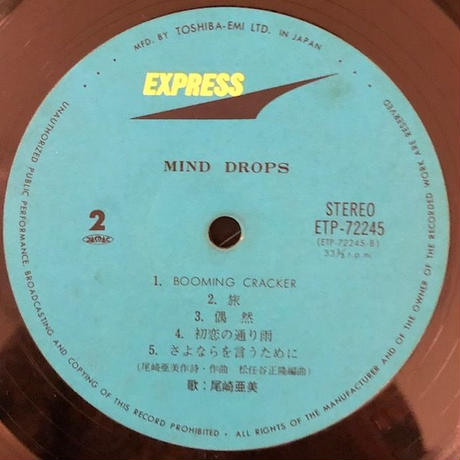 MFD. BY TOSHIBA-EMI LTD. IN JAPAN
EXPRESS
MIND DROPS
2
JASRAC
STEREO
ETP-72245
(ETP-72245-B)
33⅓ r.p.m.
1. BOOMING CRACKER
2. 旅
3. 偶然
4. 初恋の通り雨
5. さよならを言うために
(尾崎亜美作詩・作曲 松任谷正隆編曲)
歌:尾崎亜美
UNAUTHORIZED PUBLIC PERFORMANCE, BROADCASTING AND COPYING OF THIS RECORD PROHIBITED • ALL RIGHTS OF THE MANUFACTURER AND OF THE OWNER OF THE RECORDED WORK ARE RESERVED